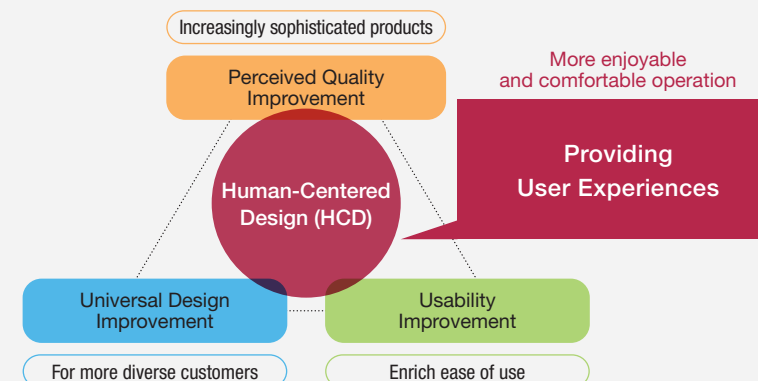 Increasingly sophisticated products
Perceived Quality
Improvement
More enjoyable
and comfortable operation
Providing
User Experiences
Human-Centered
Design (HCD)
Universal Design
Improvement
Usability
Improvement
For more diverse customers
Enrich ease of use